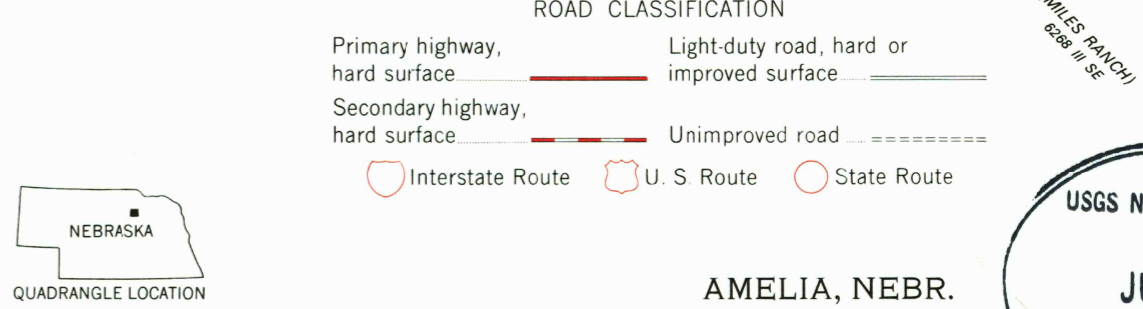 ROAD CLASSIFICATION
Primary highway,
hard surface
Light-duty road, hard or
improved surface
Secondary highway,
hard surface
Unimproved road
Interstate Route
U. S. Route
State Route
MILES RANCH)
6268 III SE
NEBRASKA
QUADRANGLE LOCATION
AMELIA, NEBR.
USGS N
JU